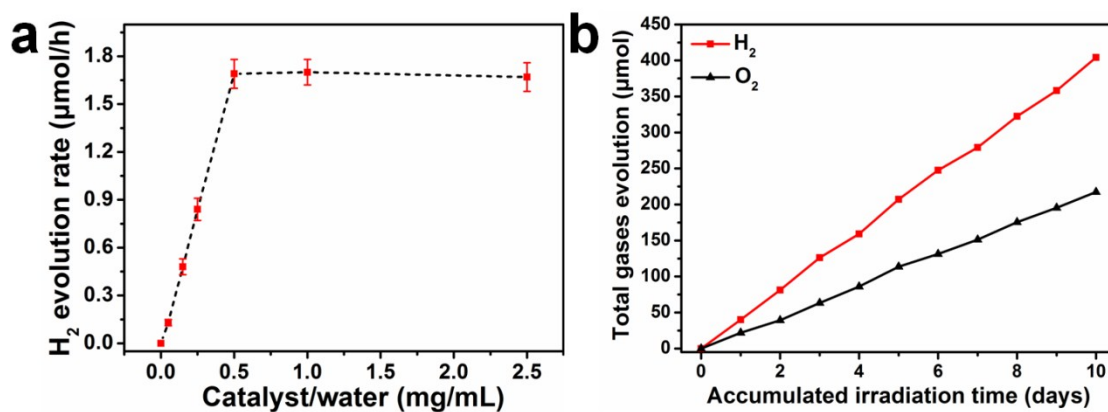 a
H₂ evolution rate (μmol/h)
1.8
1.5
1.2
0.9
0.6
0.3
0.0
0.0 0.5 1.0 1.5 2.0 2.5
Catalyst/water (mg/mL)
b
Total gases evolution (μmol)
450
400
350
300
250
200
150
100
50
0
H₂
O₂
0 2 4 6 8 10
Accumulated irradiation time (days)